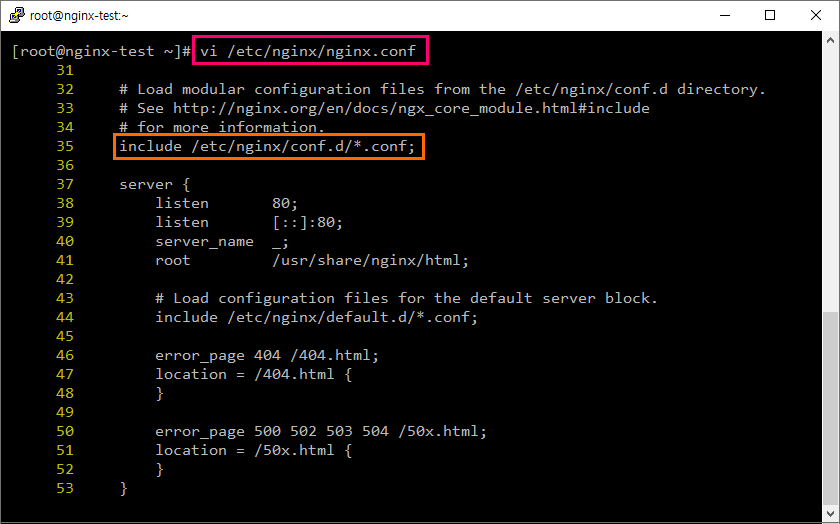 root@nginx-test:~
[root@nginx-test ~]# vi /etc/nginx/nginx.conf
31
32     # Load modular configuration files from the /etc/nginx/conf.d directory.
33     # See http://nginx.org/en/docs/ngx_core_module.html#include
34     # for more information.
35     include /etc/nginx/conf.d/*.conf;
36
37     server {
38         listen       80;
39         listen       [::]:80;
40         server_name  _;
41         root         /usr/share/nginx/html;
42
43         # Load configuration files for the default server block.
44         include /etc/nginx/default.d/*.conf;
45
46         error_page 404 /404.html;
47         location = /404.html {
48         }
49
50         error_page 500 502 503 504 /50x.html;
51         location = /50x.html {
52         }
53     }